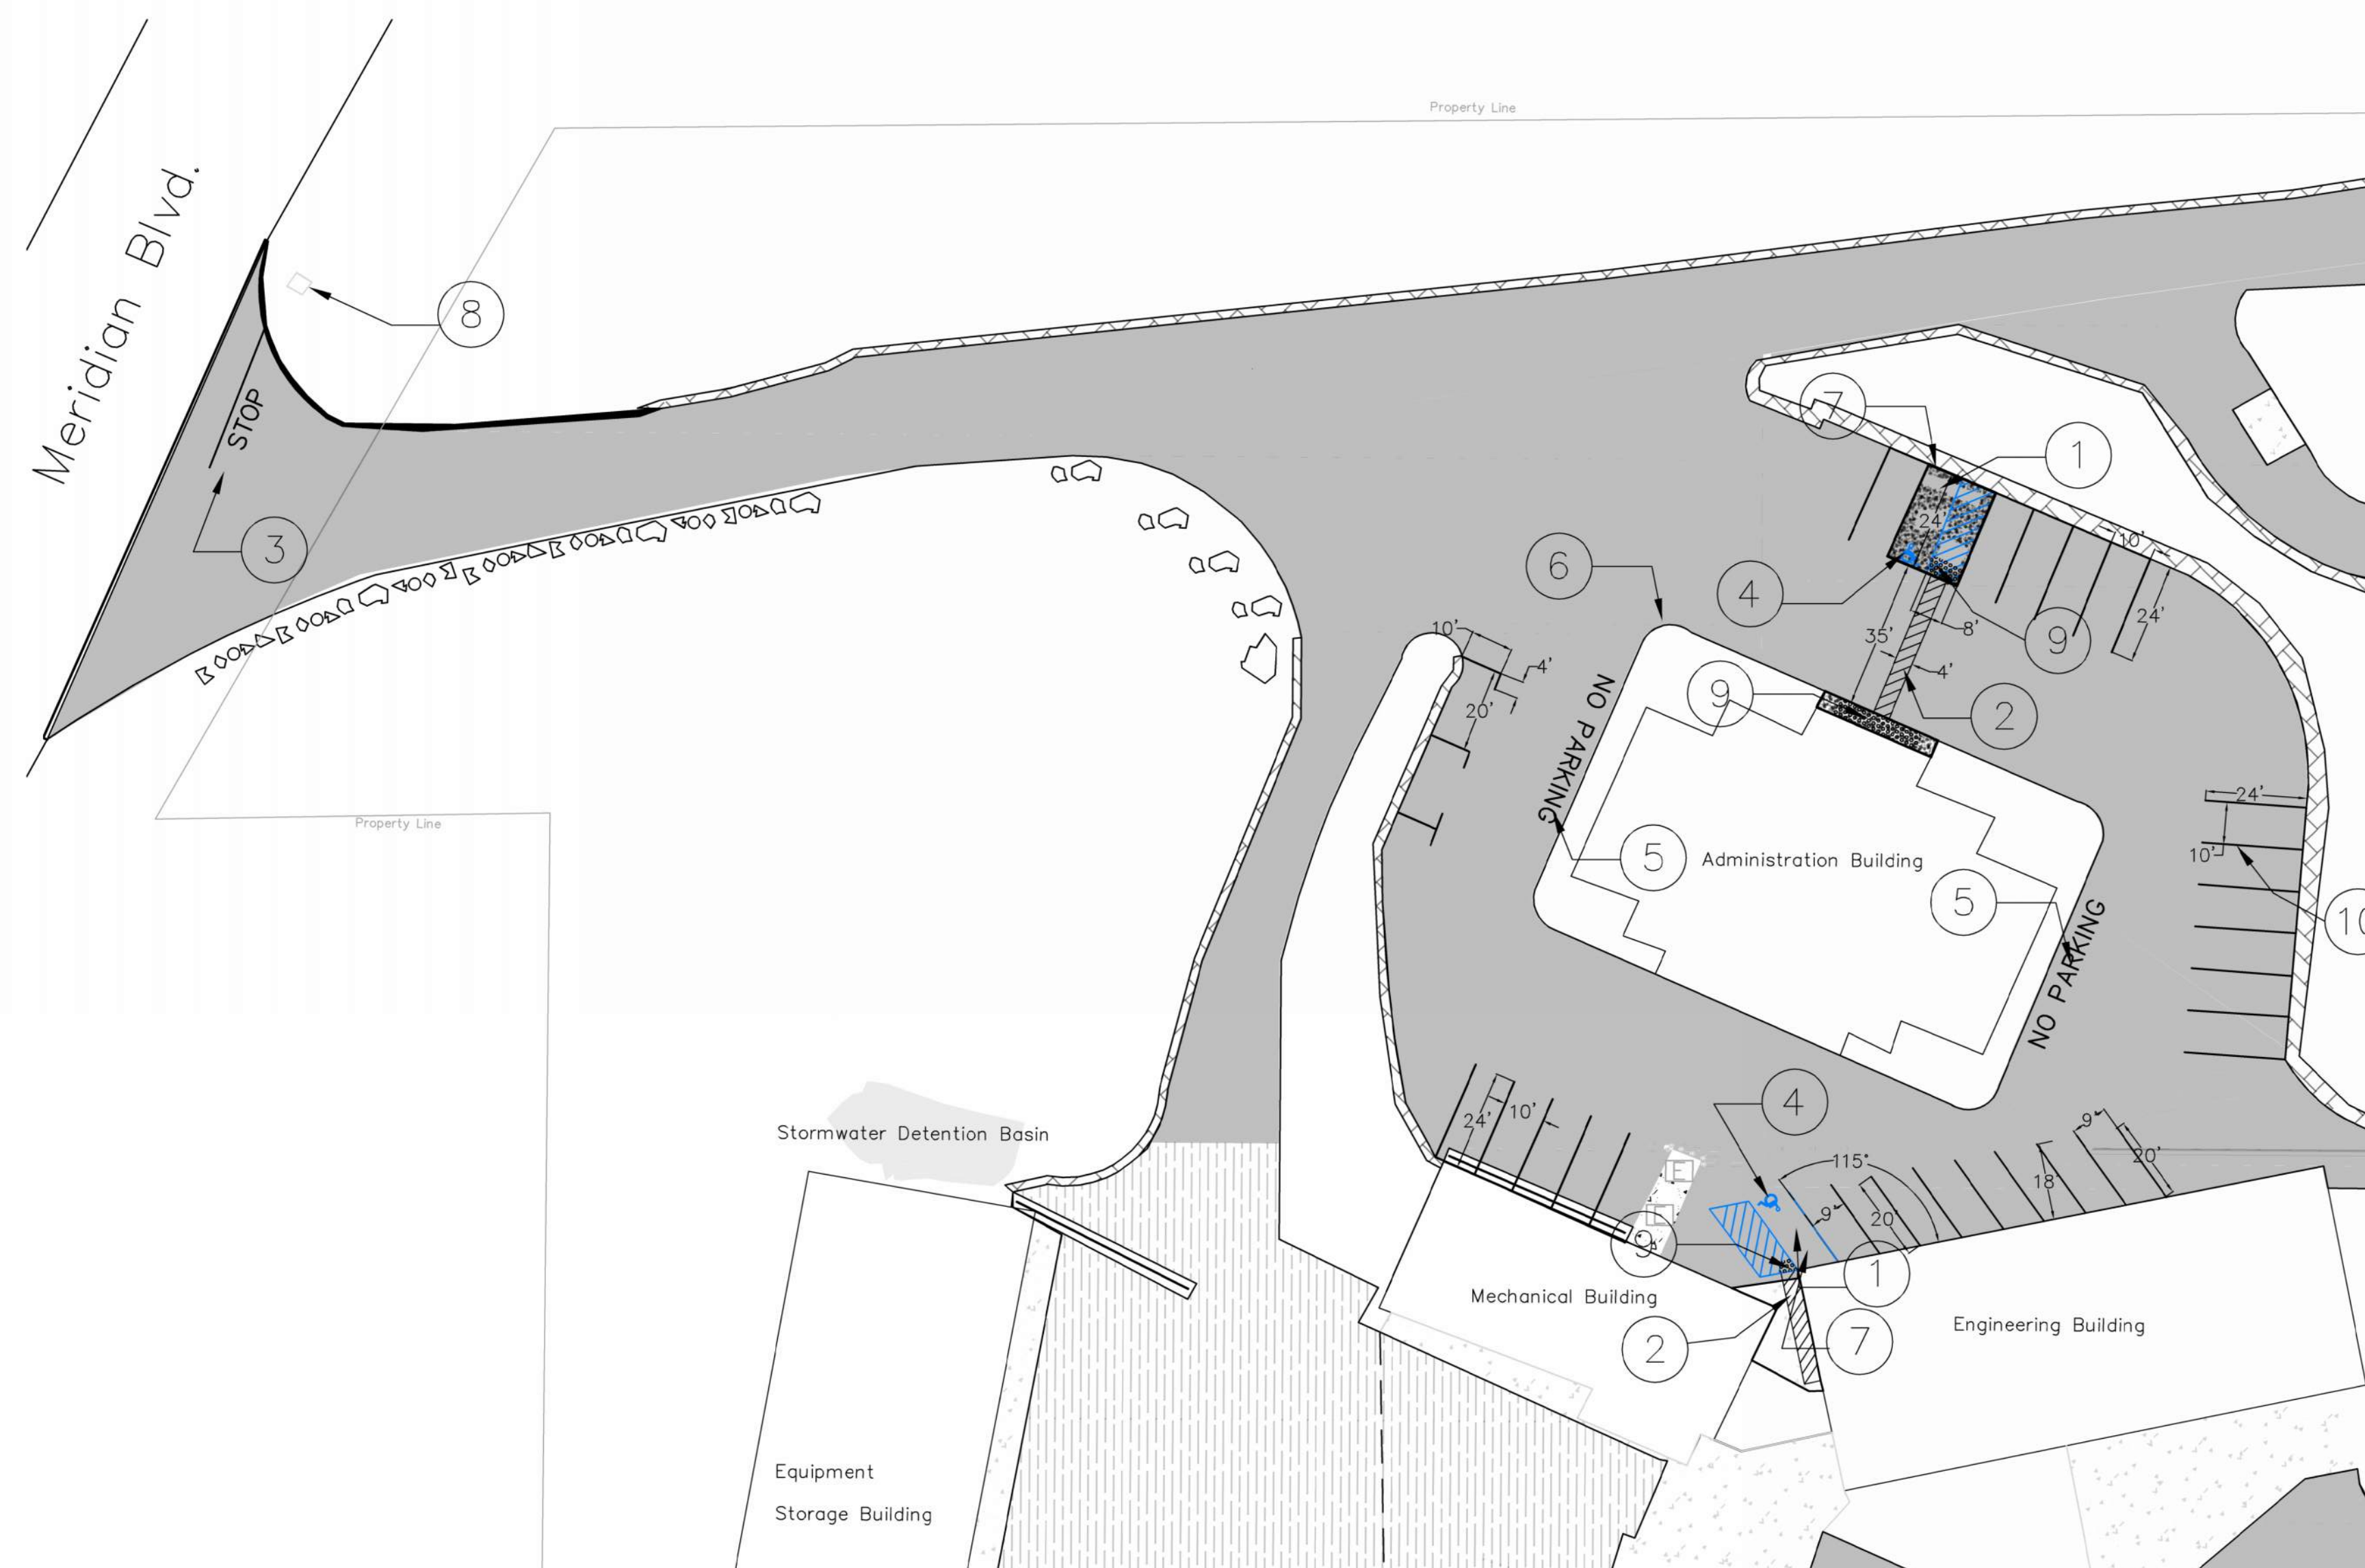 Property Line
Meridian Blvd.
8
STOP
3
7
1
24'
10'
6
4
24'
35'
8'
9
10'
4'
4'
9
2
20'
NO PARKING
24'
Property Line
10'
5
Administration Building
5
10
NO PARKING
4
24'
10'
9'
Stormwater Detention Basin
115°
20'
E
18'
9'
20'
E
9
1
Mechanical Building
7
2
Engineering Building
Equipment
Storage Building